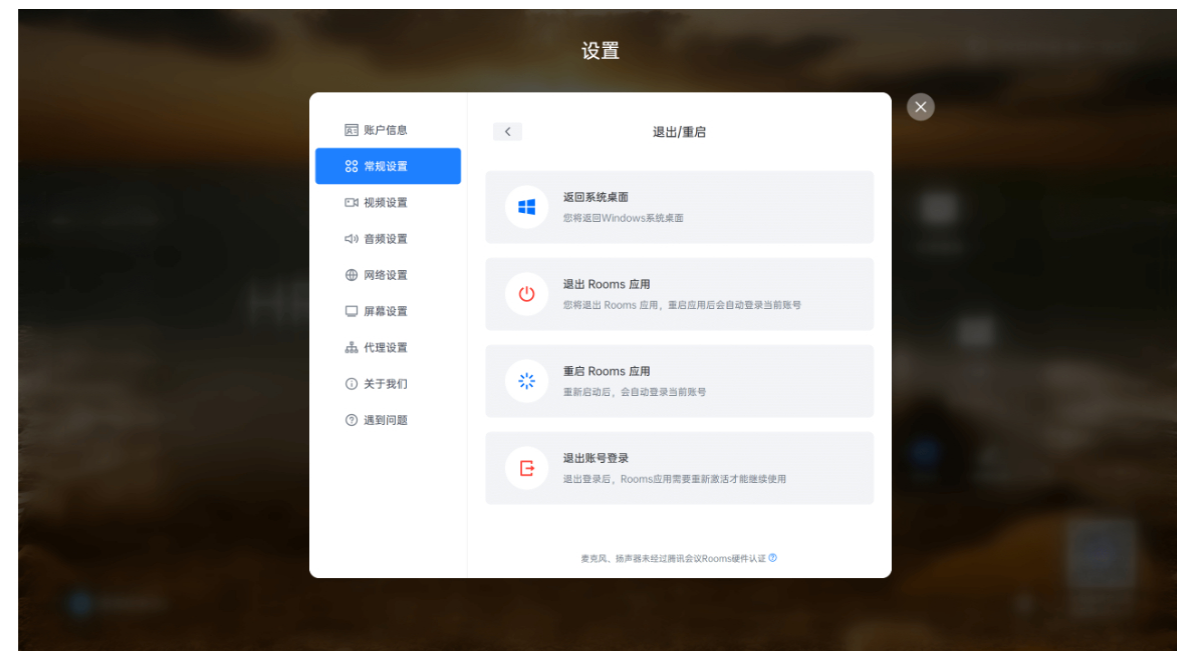 设置
账户信息
常规设置
视频设置
音频设置
网络设置
屏幕设置
代理设置
关于我们
遇到问题
退出/重启
返回系统桌面
您将返回Windows系统桌面
退出 Rooms 应用
您将退出 Rooms 应用，重启应用后会自动登录当前账号
重启 Rooms 应用
重新启动后，会自动登录当前账号
退出账号登录
退出登录后，Rooms应用需要重新激活才能继续使用
麦克风、扬声器未经过腾讯会议Rooms硬件认证